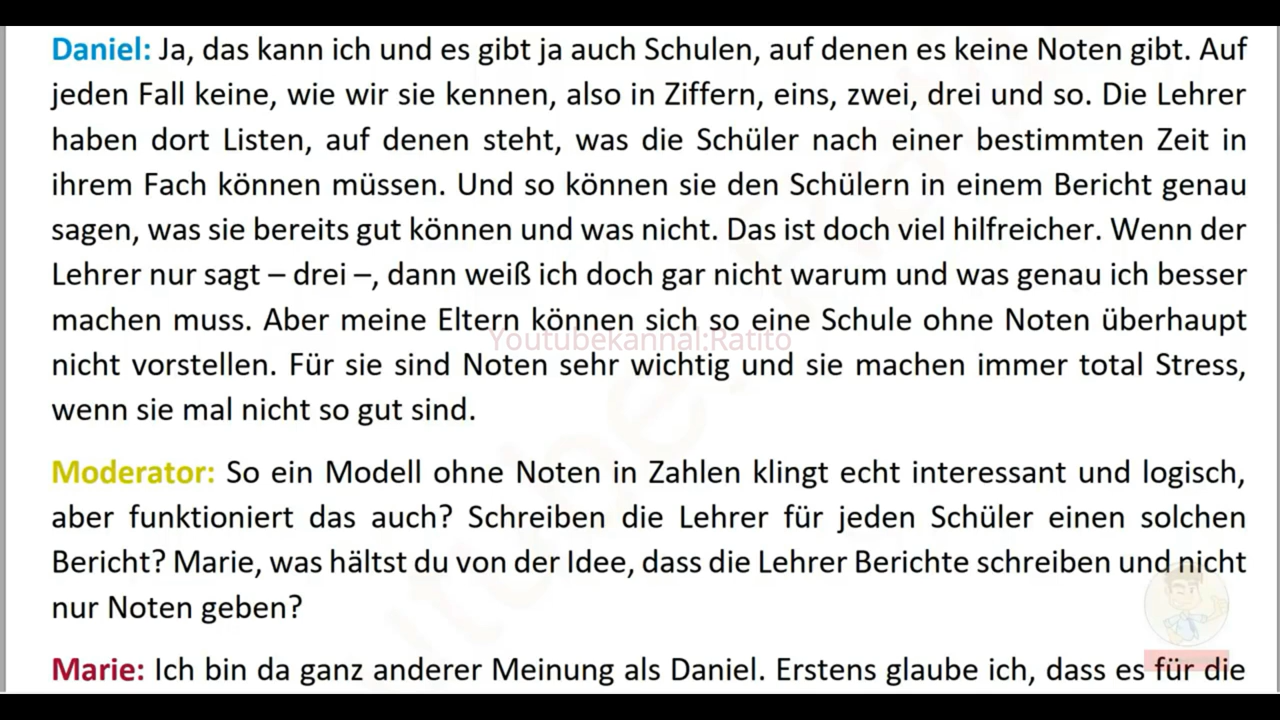 Daniel: Ja, das kann ich und es gibt ja auch Schulen, auf denen es keine Noten gibt. Auf
jeden Fall keine, wie wir sie kennen, also in Ziffern, eins, zwei, drei und so. Die Lehrer
haben dort Listen, auf denen steht, was die Schüler nach einer bestimmten Zeit in
ihrem Fach können müssen. Und so können sie den Schülern in einem Bericht genau
sagen, was sie bereits gut können und was nicht. Das ist doch viel hilfreicher. Wenn der
Lehrer nur sagt – drei –, dann weiß ich doch gar nicht warum und was genau ich besser
machen muss. Aber meine Eltern können sich so eine Schule ohne Noten überhaupt
Youtubekannal:Ratito
nicht vorstellen. Für sie sind Noten sehr wichtig und sie machen immer total Stress,
wenn sie mal nicht so gut sind.
Moderator: So ein Modell ohne Noten in Zahlen klingt echt interessant und logisch,
aber funktioniert das auch? Schreiben die Lehrer für jeden Schüler einen solchen
Bericht? Marie, was hältst du von der Idee, dass die Lehrer Berichte schreiben und nicht
nur Noten geben?
Marie: Ich bin da ganz anderer Meinung als Daniel. Erstens glaube ich, dass es für die